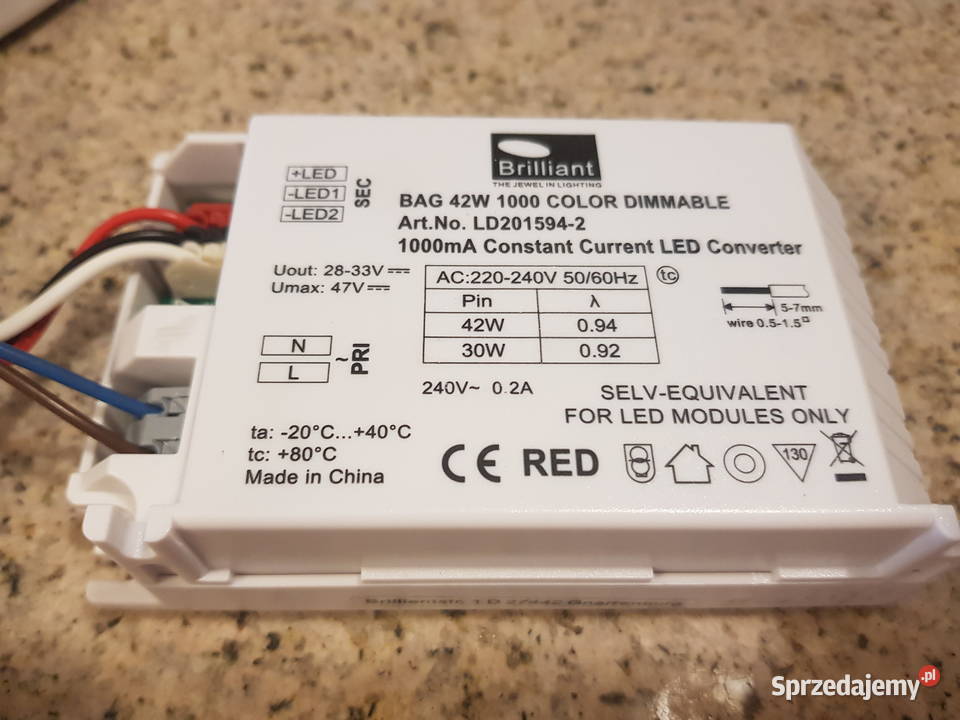 Brilliant
THE JEWEL IN LIGHTING
BAG 42W 1000 COLOR DIMMABLE
Art.No. LD201594-2
1000mA Constant Current LED Converter
+LED
-LED1
-LED2
SEC
Uout: 28-33V
Umax: 47V
AC:220-240V 50/60Hz
Pin λ
42W 0.94
30W 0.92
tc
5-7mm
wire 0.5-1.5
N
L
~
PRI
240V~ 0.2A
SELV-EQUIVALENT
FOR LED MODULES ONLY
ta: -20°C...+40°C
tc: +80°C
Made in China
CE RED
130
Sprzedajemy.pl